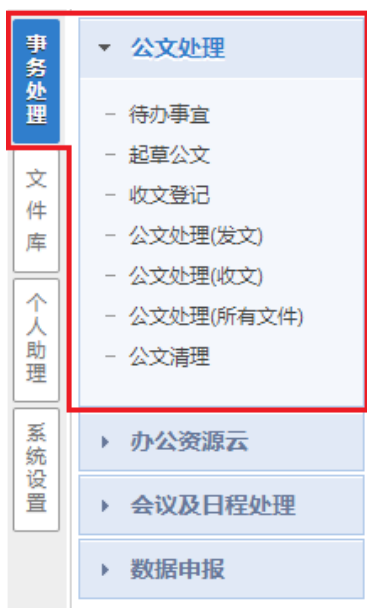 事务处理
文件库
个人助理
系统设置
公文处理
待办事宜
起草公文
收文登记
公文处理(发文)
公文处理(收文)
公文处理(所有文件)
公文清理
办公资源云
会议及日程处理
数据申报